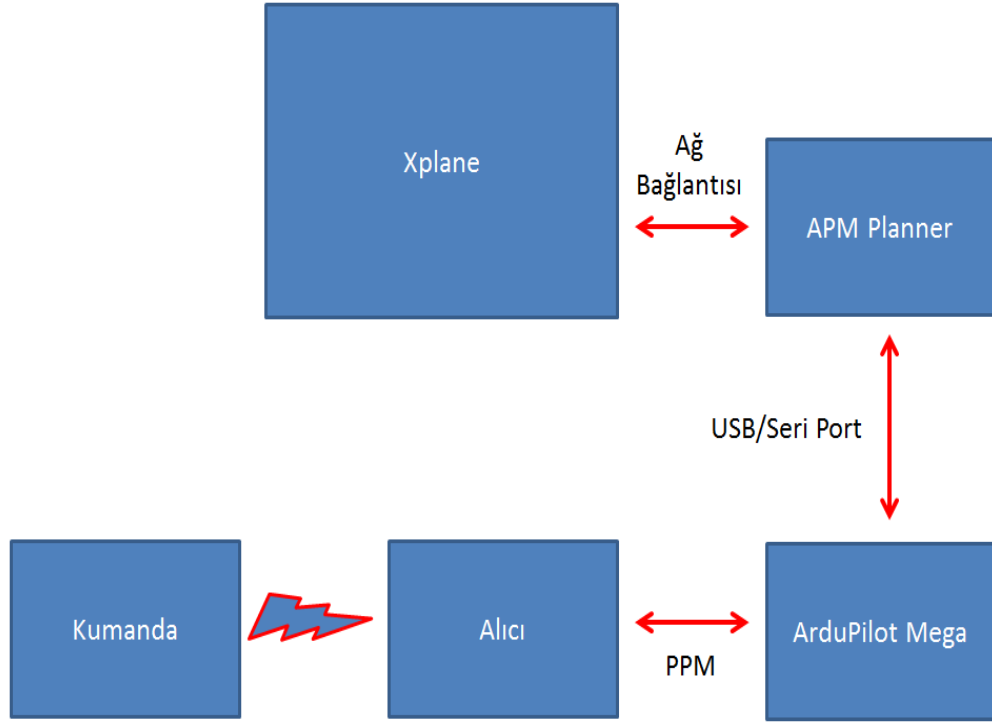 Xplane
Ağ
Bağlantısı
APM Planner
USB/Seri Port
Kumanda
Alıcı
PPM
ArduPilot Mega